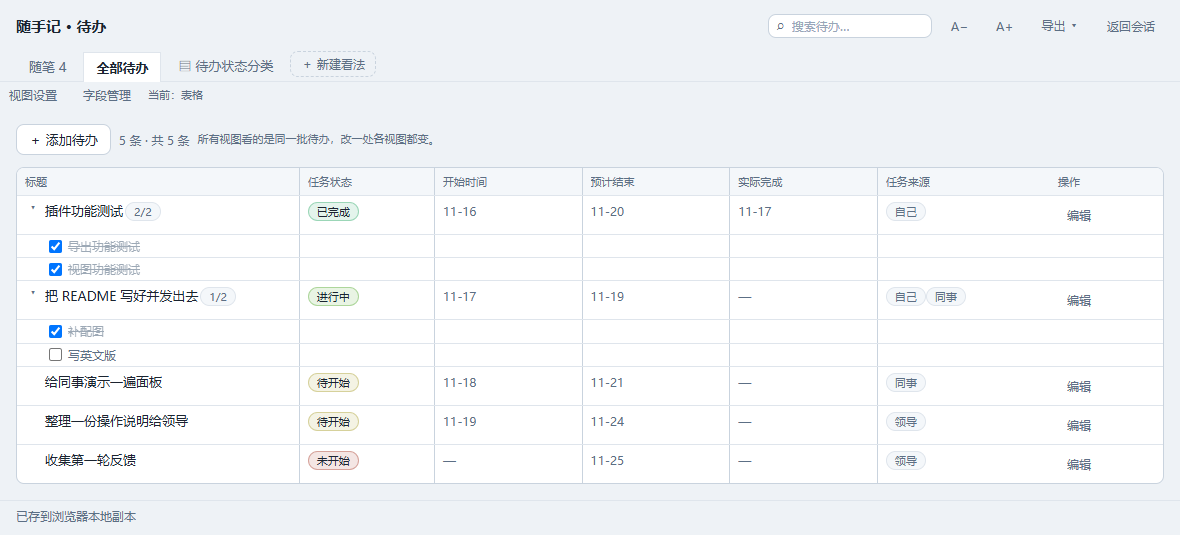 随手记 • 待办
搜索待办... A− A+ 导出 返回会话
随笔 4 全部待办 待办状态分类 + 新建看法
视图设置 字段管理 当前：表格
+ 添加待办 5 条 · 共 5 条 所有视图看的是同一批待办，改一处各视图都变。
标题 任务状态 开始时间 预计结束 实际完成 任务来源 操作
插件功能测试 2/2 已完成 11-16 11-20 11-17 自己 编辑
导出功能测试
视图功能测试
把 README 写好并发出去 1/2 进行中 11-17 11-19 — 自己 同事 编辑
补配图
写英文版
给同事演示一遍面板 待开始 11-18 11-21 — 同事 编辑
整理一份操作说明给领导 待开始 11-19 11-24 — 领导 编辑
收集第一轮反馈 未开始 — 11-25 — 领导 编辑
已存到浏览器本地副本